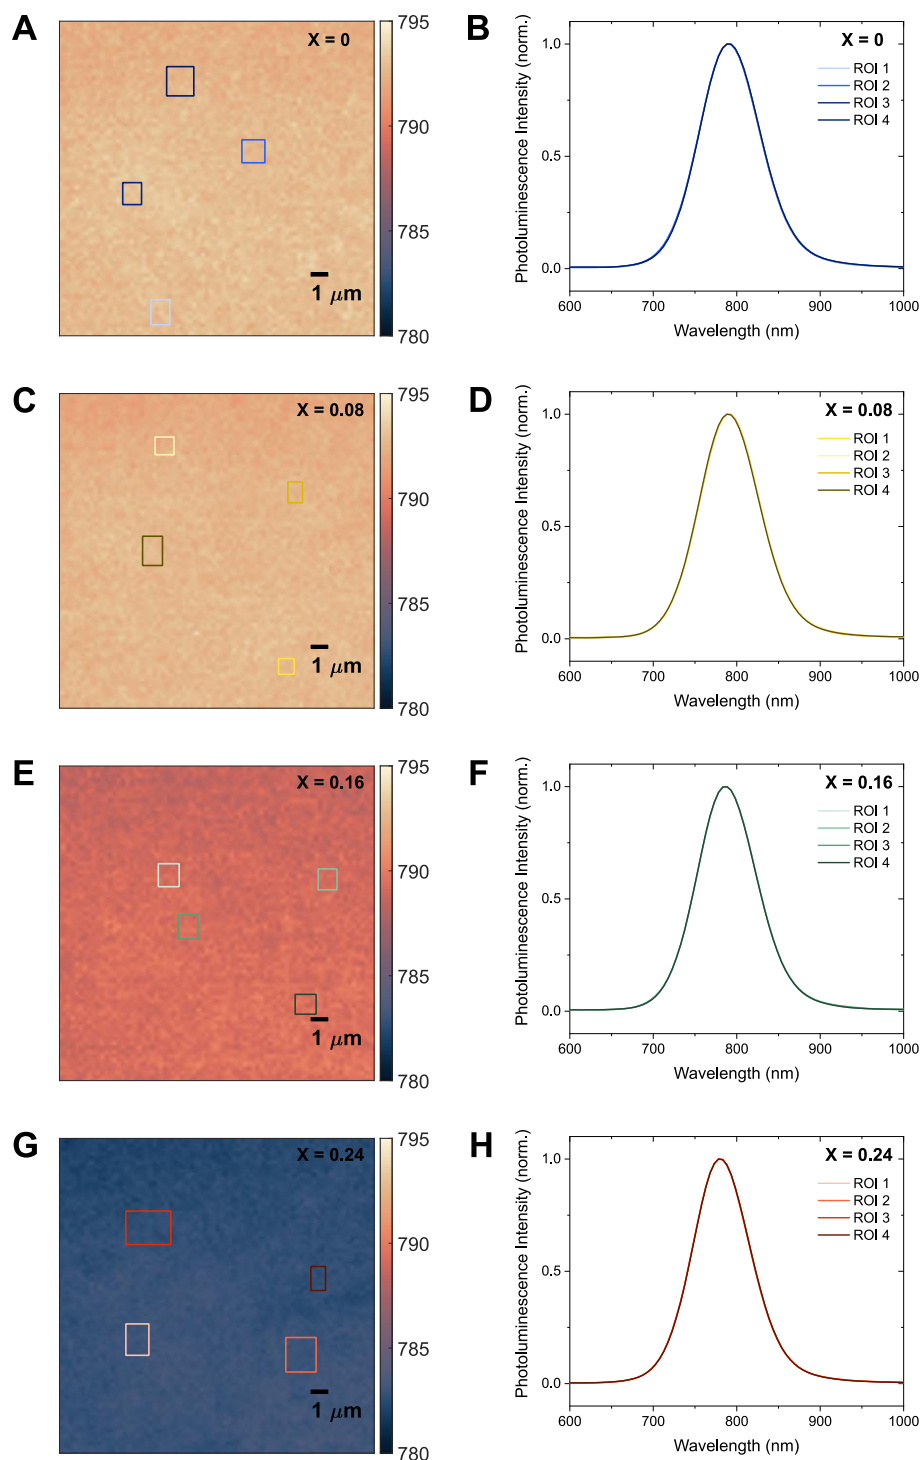 A
X = 0
795
790
785
780
1 μm
B
X = 0
ROI 1
ROI 2
ROI 3
ROI 4
Photoluminescence Intensity (norm.)
1.0
0.5
0.0
600 700 800 900 1000
Wavelength (nm)
C
X = 0.08
795
790
785
780
1 μm
D
X = 0.08
ROI 1
ROI 2
ROI 3
ROI 4
Photoluminescence Intensity (norm.)
1.0
0.5
0.0
600 700 800 900 1000
Wavelength (nm)
E
X = 0.16
795
790
785
780
1 μm
F
X = 0.16
ROI 1
ROI 2
ROI 3
ROI 4
Photoluminescence Intensity (norm.)
1.0
0.5
0.0
600 700 800 900 1000
Wavelength (nm)
G
X = 0.24
795
790
785
780
1 μm
H
X = 0.24
ROI 1
ROI 2
ROI 3
ROI 4
Photoluminescence Intensity (norm.)
1.0
0.5
0.0
600 700 800 900 1000
Wavelength (nm)